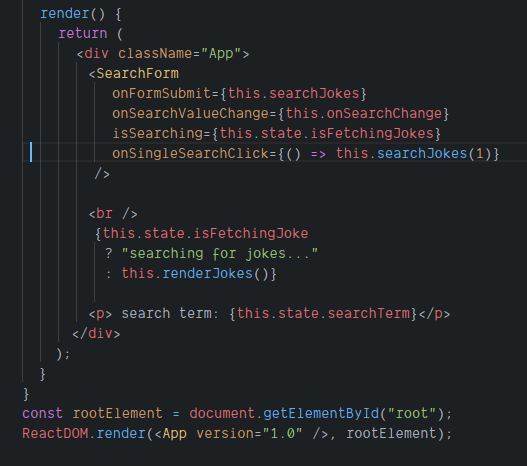 render() {
return (
<div className="App">
<SearchForm
onFormSubmit={this.searchJokes}
onSearchValueChange={this.onSearchChange}
isSearching={this.state.isFetchingJokes}
onSingleSearchClick={() => this.searchJokes(1)}
/>
<br />
{this.state.isFetchingJoke
? "searching for jokes..."
: this.renderJokes()}
<p> search term: {this.state.searchTerm}</p>
</div>
);
}
}
const rootElement = document.getElementById("root");
ReactDOM.render(<App version="1.0" />, rootElement);